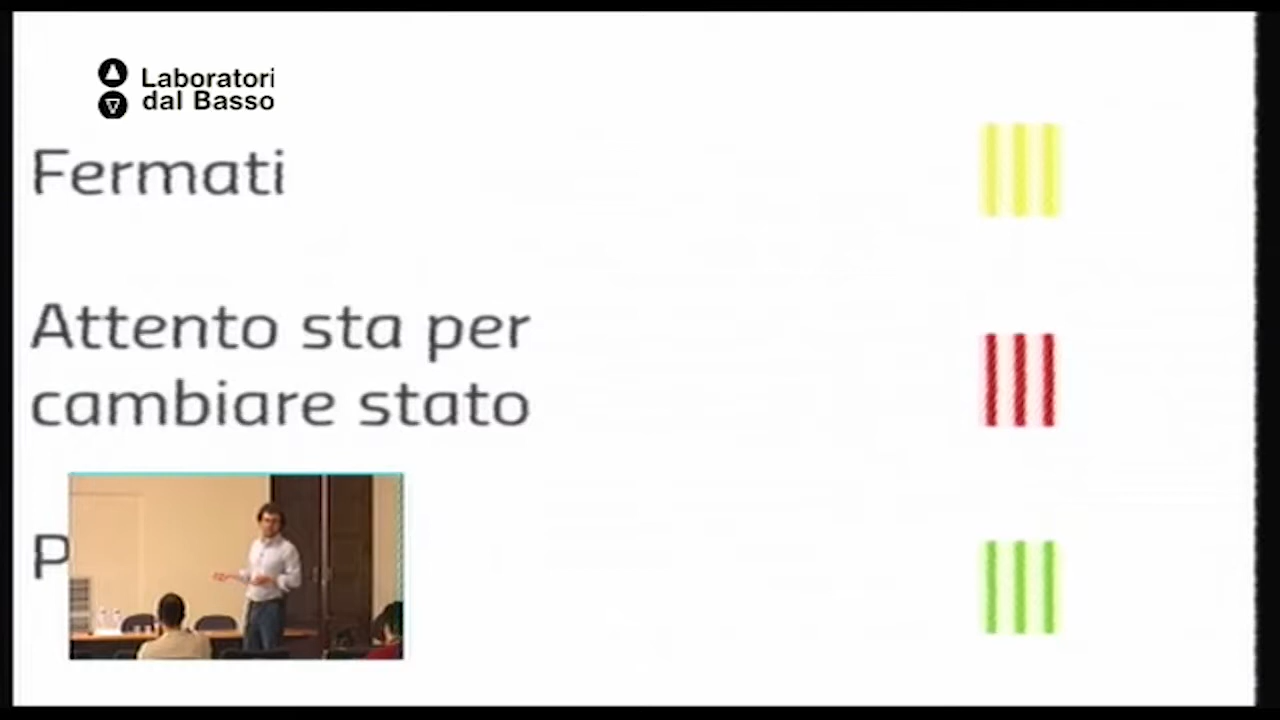 Laboratori
dal Basso
Fermati
Attento sta per
cambiare stato